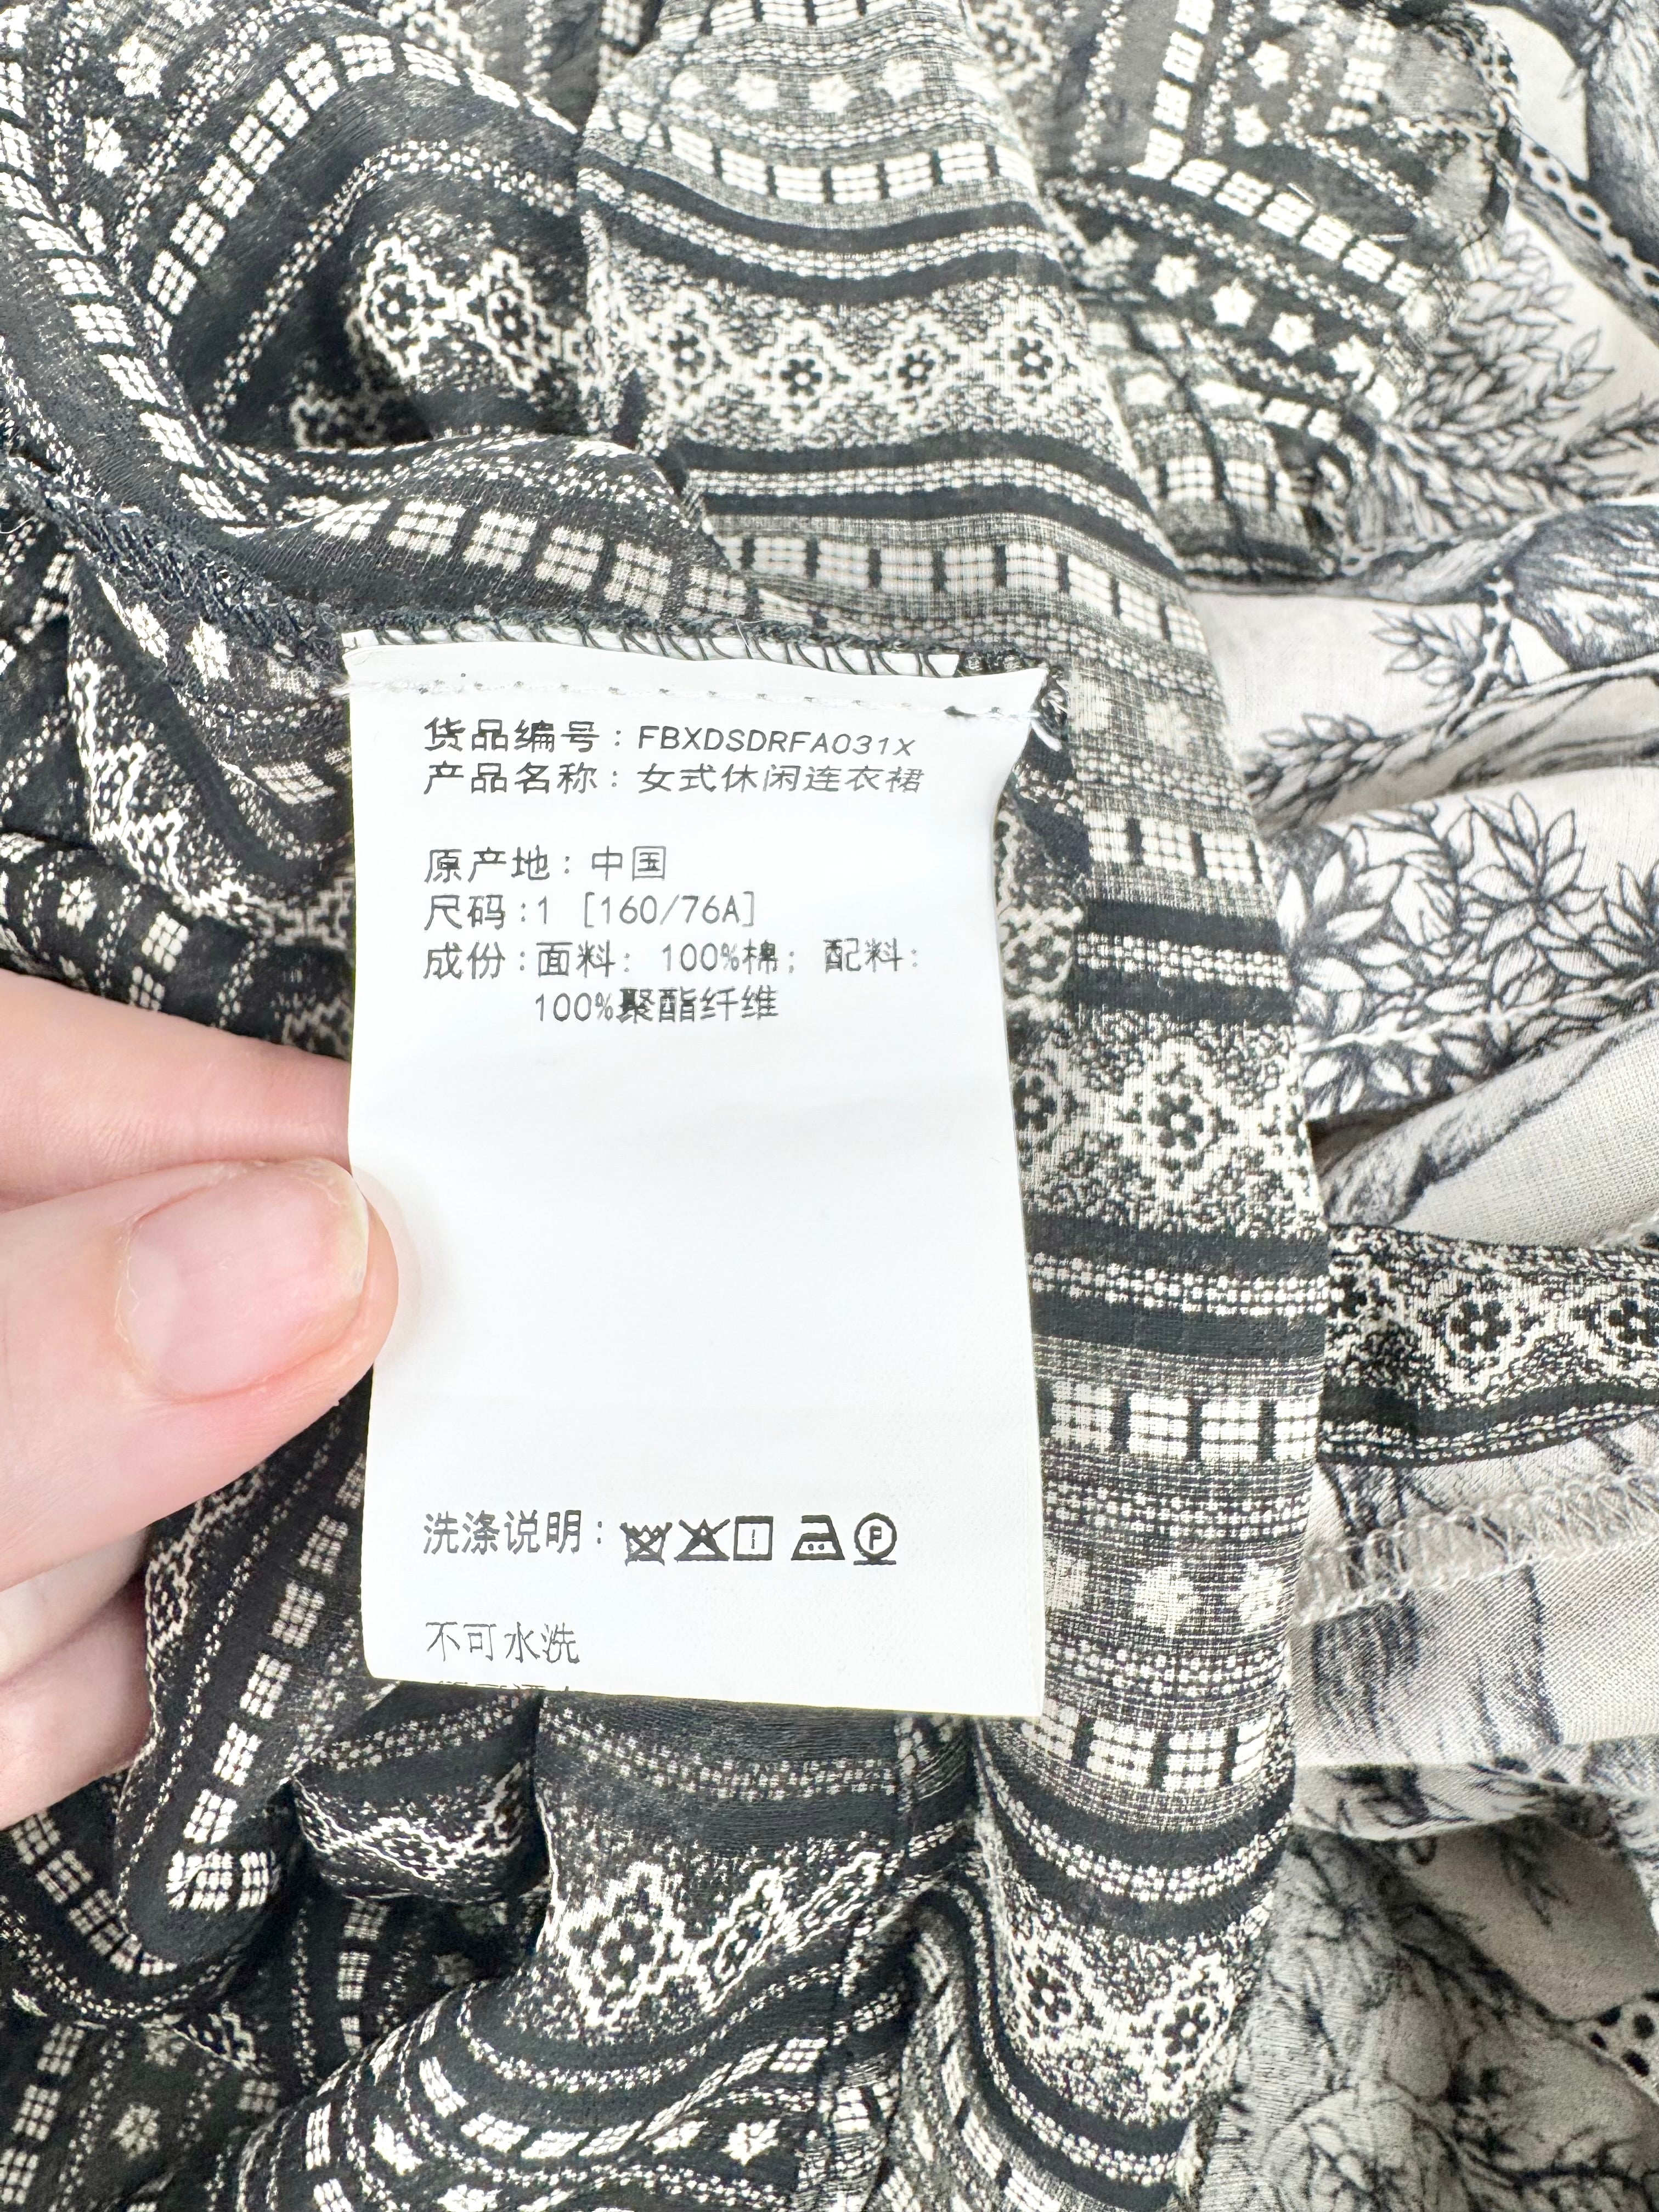 货品编号：FBXDSDRFA031X
产品名称：女式休闲连衣裙
原产地：中国
尺码：1 [160/76A]
成份：面料：100%棉；配料：
100%聚酯纤维
洗涤说明：
P
不可水洗